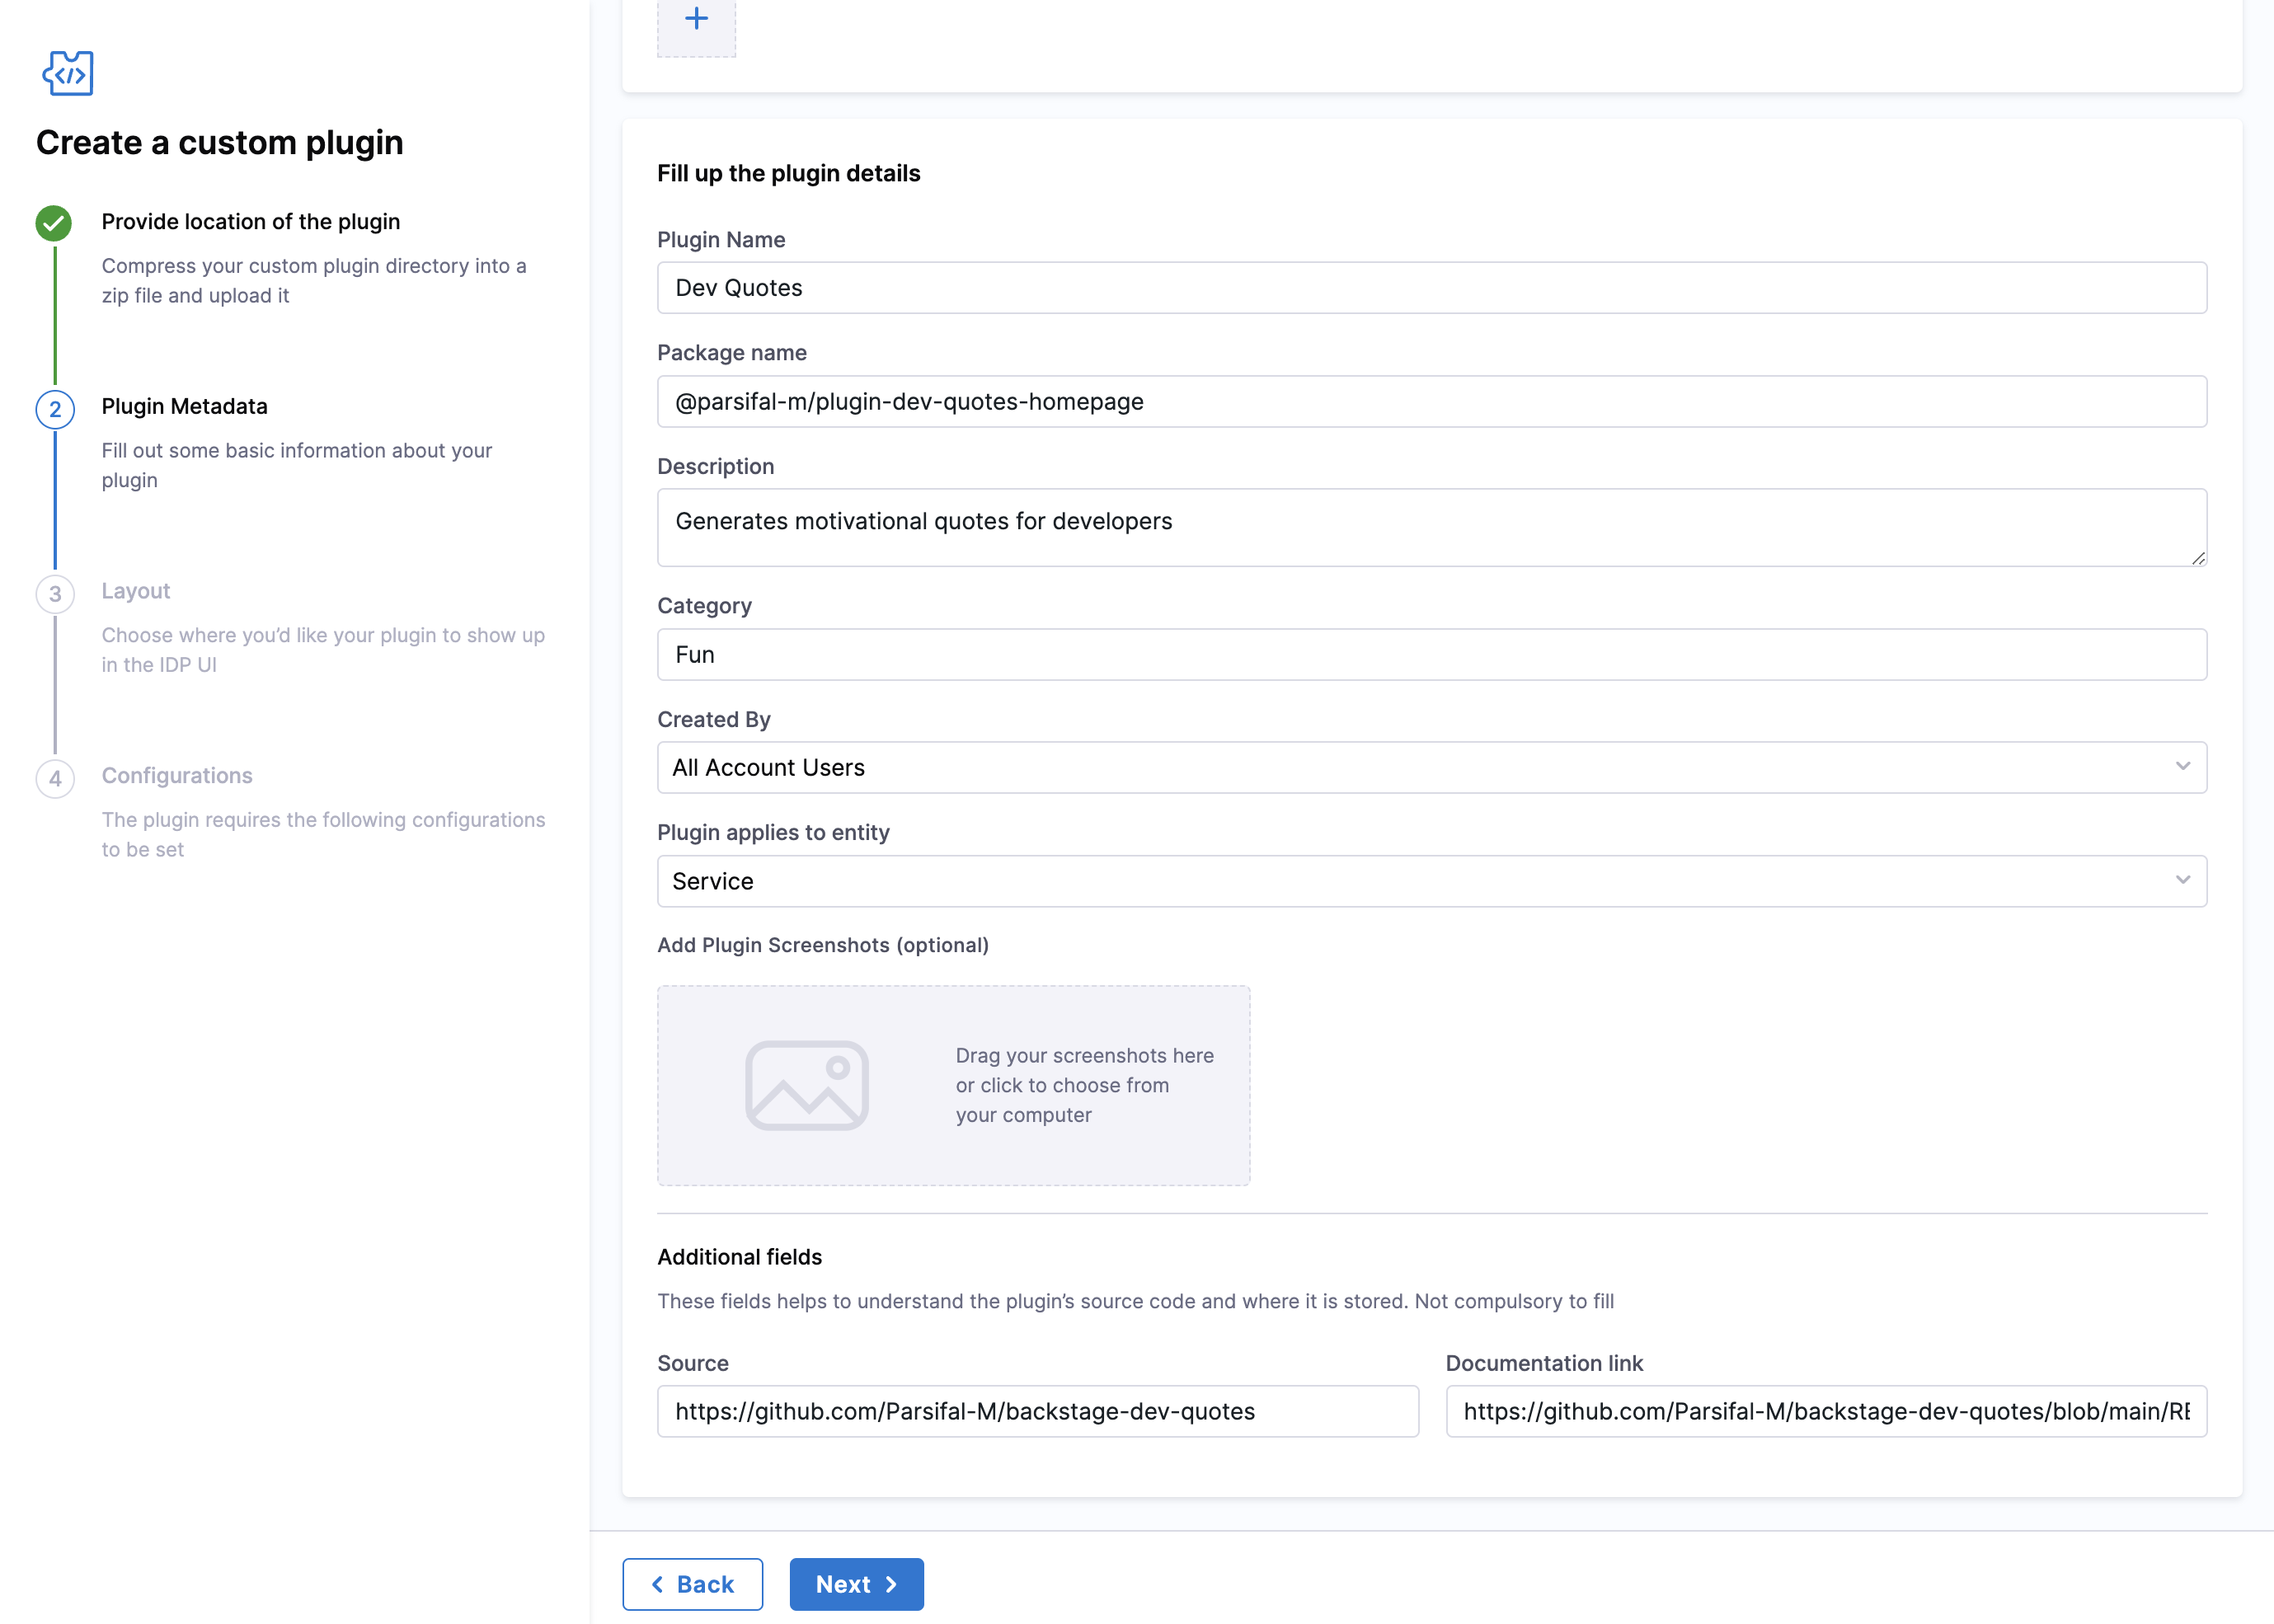 Create a custom plugin
Provide location of the plugin
Compress your custom plugin directory into a
zip file and upload it
2
Plugin Metadata
Fill out some basic information about your
plugin
3
Layout
Choose where you’d like your plugin to show up
in the IDP UI
4
Configurations
The plugin requires the following configurations
to be set
Fill up the plugin details
Plugin Name
Dev Quotes
Package name
@parsifal-m/plugin-dev-quotes-homepage
Description
Generates motivational quotes for developers
Category
Fun
Created By
All Account Users
Plugin applies to entity
Service
Add Plugin Screenshots (optional)
Drag your screenshots here
or click to choose from
your computer
Additional fields
These fields helps to understand the plugin’s source code and where it is stored. Not compulsory to fill
Source
https://github.com/Parsifal-M/backstage-dev-quotes
Documentation link
https://github.com/Parsifal-M/backstage-dev-quotes/blob/main/RE
Back
Next